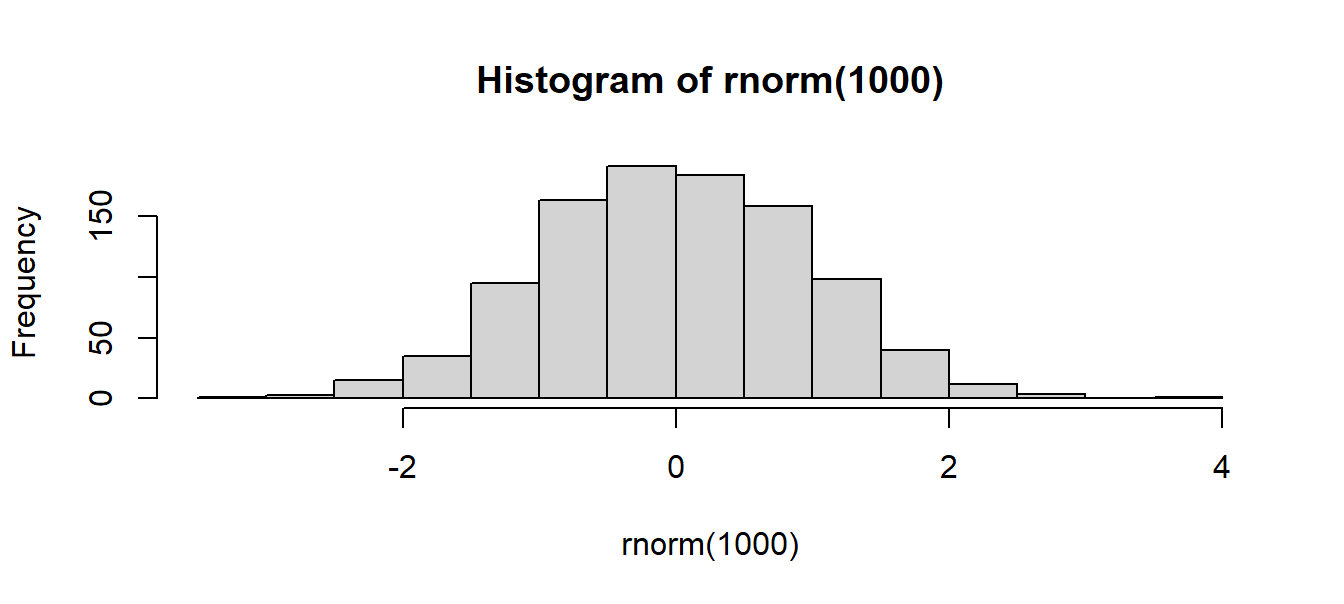 Histogram of rnorm(1000)
Frequency
150
50
0
-2 0 2 4
rnorm(1000)